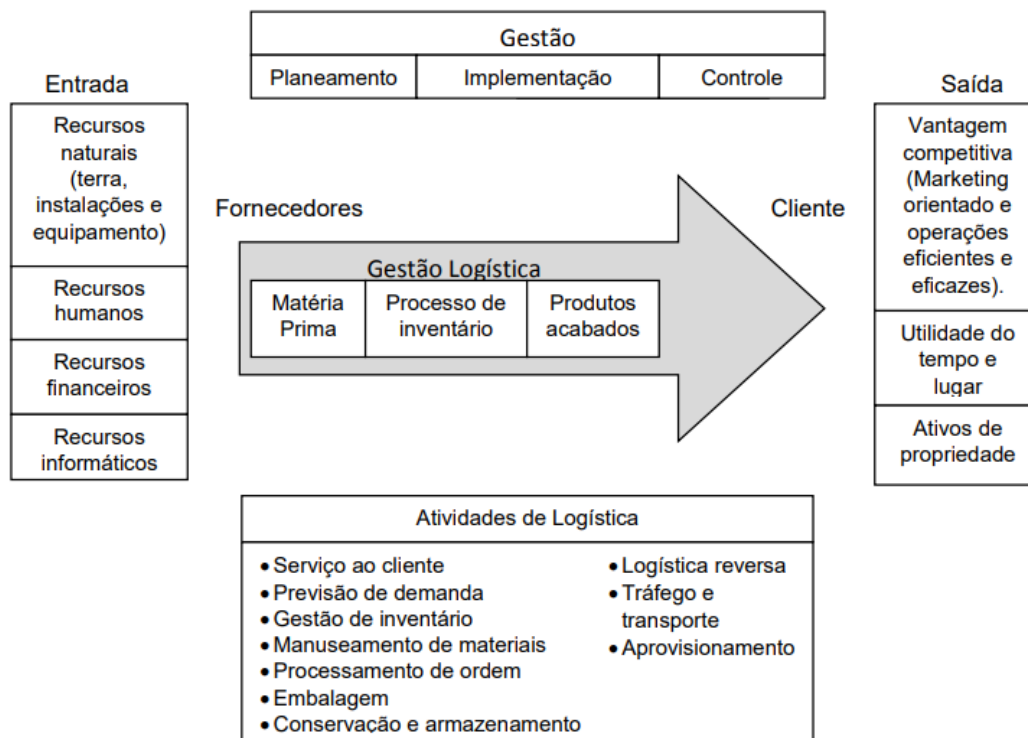 Gestão
Planeamento
Implementação
Controle
Entrada
Recursos
naturais
(terra,
instalações e
equipamento)
Recursos
humanos
Recursos
financeiros
Recursos
informáticos
Fornecedores
Cliente
Gestão Logística
Matéria
Prima
Processo de
inventário
Produtos
acabados
Saída
Vantagem
competitiva
(Marketing
orientado e
operações
eficientes e
eficazes).
Utilidade do
tempo e
lugar
Ativos de
propriedade
Atividades de Logística
• Serviço ao cliente
• Previsão de demanda
• Gestão de inventário
• Manuseamento de materiais
• Processamento de ordem
• Embalagem
• Conservação e armazenamento
• Logística reversa
• Tráfego e
transporte
• Aprovisionamento